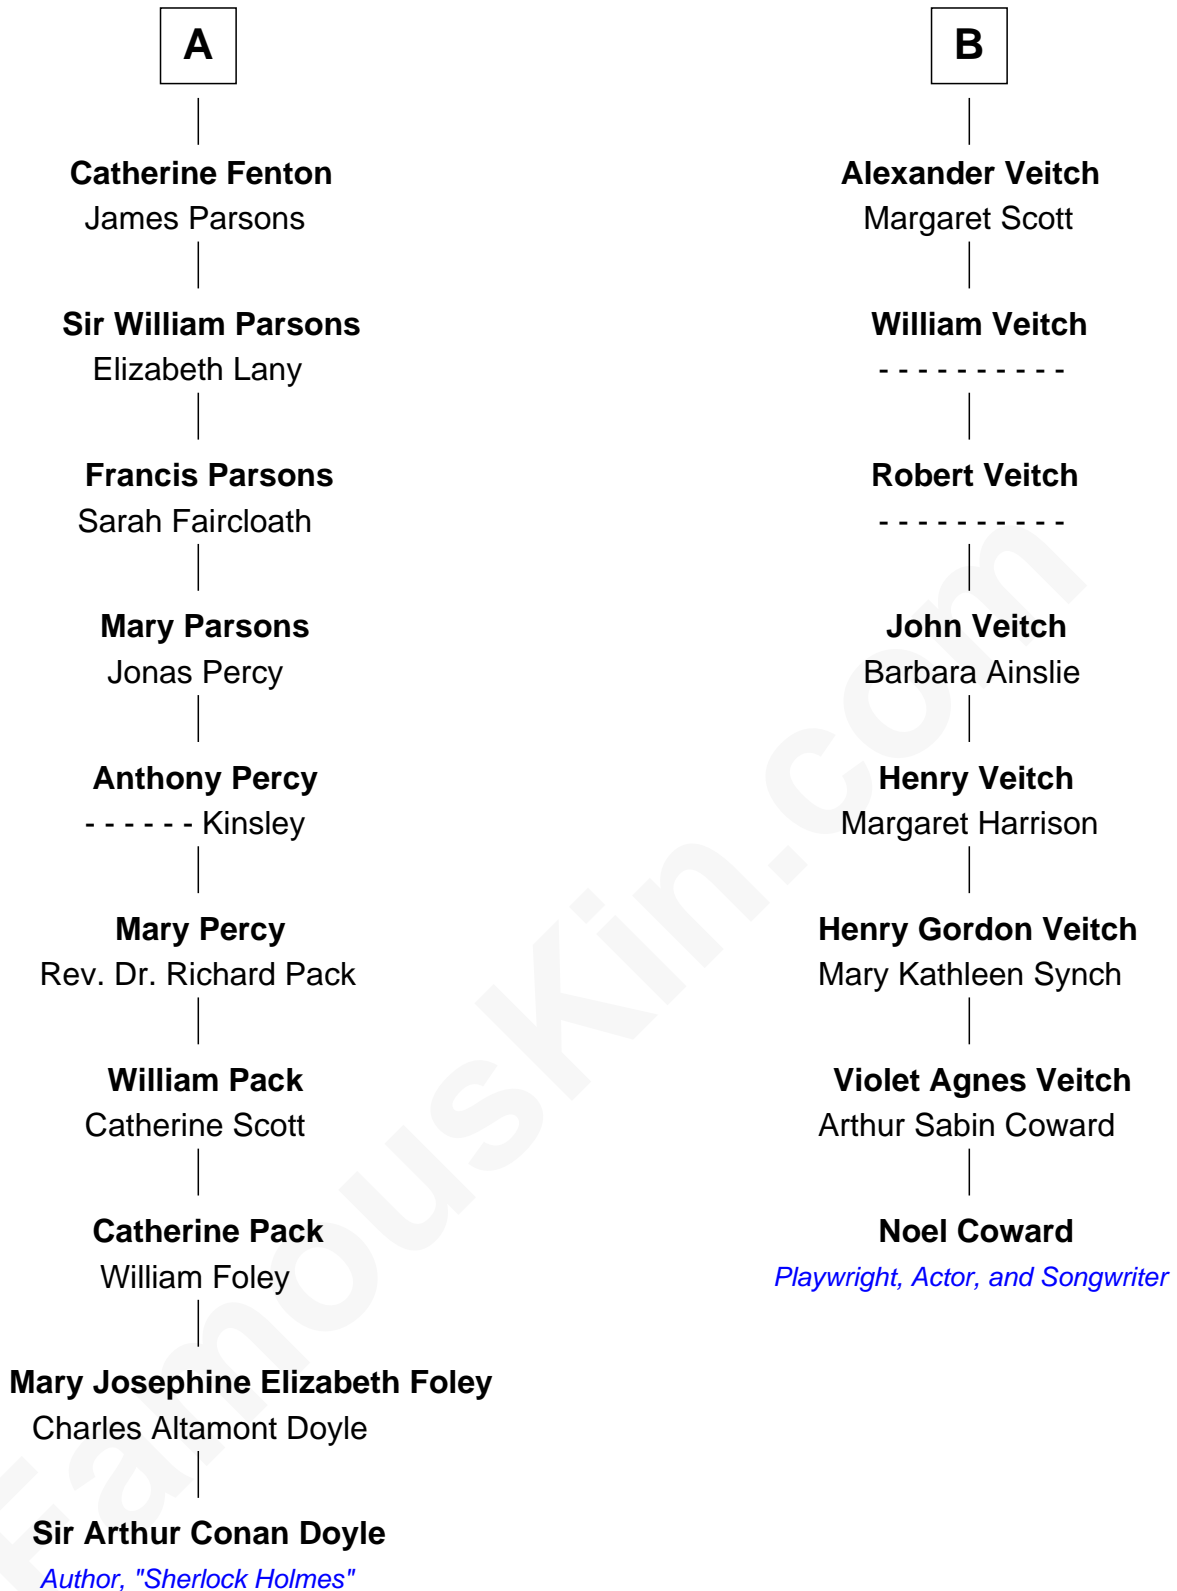 A
Catherine Fenton
James Parsons
Sir William Parsons
Elizabeth Lany
Francis Parsons
Sarah Faircloath
Mary Parsons
Jonas Percy
Anthony Percy
- - - - - - Kinsley
Mary Percy
Rev. Dr. Richard Pack
William Pack
Catherine Scott
Catherine Pack
William Foley
Mary Josephine Elizabeth Foley
Charles Altamont Doyle
Sir Arthur Conan Doyle
Author, "Sherlock Holmes"
B
Alexander Veitch
Margaret Scott
William Veitch
- - - - - - - - - -
Robert Veitch
- - - - - - - - - -
John Veitch
Barbara Ainslie
Henry Veitch
Margaret Harrison
Henry Gordon Veitch
Mary Kathleen Synch
Violet Agnes Veitch
Arthur Sabin Coward
Noel Coward
Playwright, Actor, and Songwriter
FamousKin.com